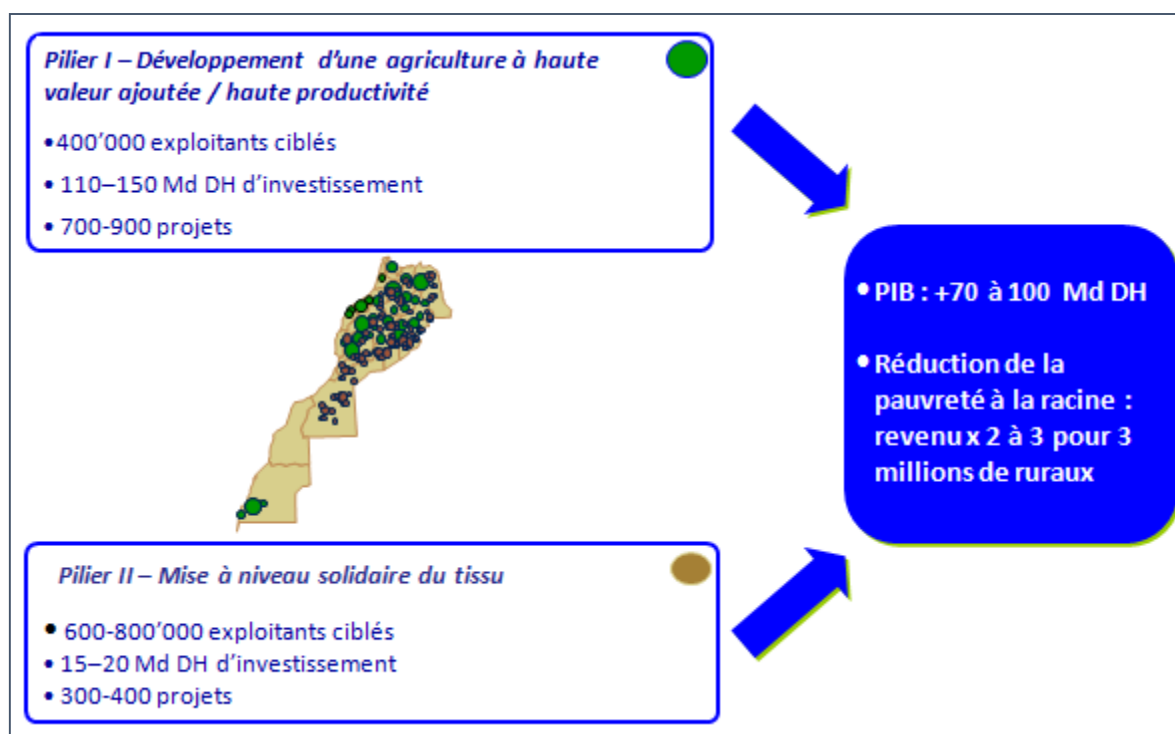 Pilier I – Développement d'une agriculture à haute
valeur ajoutée / haute productivité
•400’000 exploitants ciblés
• 110–150 Md DH d’investissement
• 700-900 projets
• PIB : +70 à 100 Md DH
• Réduction de la
pauvreté à la racine :
revenu x 2 à 3 pour 3
millions de ruraux
Pilier II – Mise à niveau solidaire du tissu
• 600-800’000 exploitants ciblés
• 15–20 Md DH d’investissement
• 300-400 projets